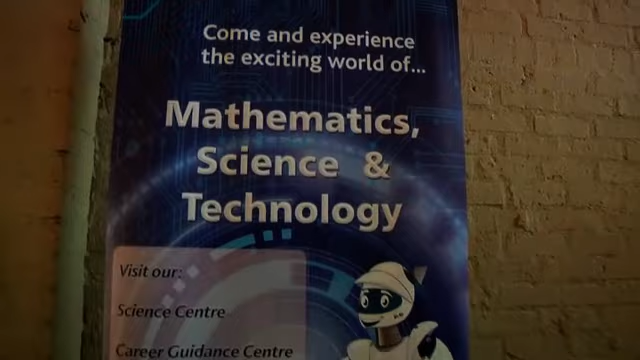 Come and experience
the exciting world of...
Mathematics,
Science &
Technology
Visit our:
Science Centre
Career Guidance Centre